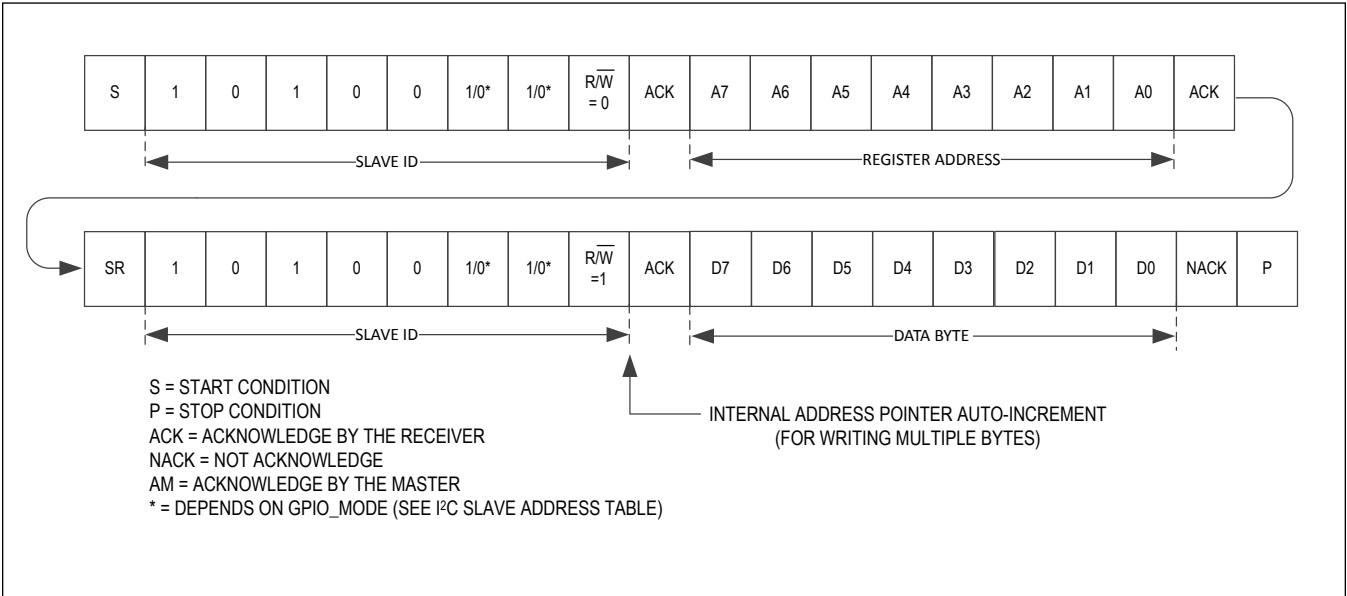 S 1 0 1 0 0 1/0* 1/0* R/W̅ = 0 ACK A7 A6 A5 A4 A3 A2 A1 A0 ACK
SLAVE ID REGISTER ADDRESS
SR 1 0 1 0 0 1/0* 1/0* R/W̅ =1 ACK D7 D6 D5 D4 D3 D2 D1 D0 NACK P
SLAVE ID DATA BYTE
S = START CONDITION
P = STOP CONDITION
ACK = ACKNOWLEDGE BY THE RECEIVER
NACK = NOT ACKNOWLEDGE
AM = ACKNOWLEDGE BY THE MASTER
* = DEPENDS ON GPIO_MODE (SEE I²C SLAVE ADDRESS TABLE)
INTERNAL ADDRESS POINTER AUTO-INCREMENT
(FOR WRITING MULTIPLE BYTES)